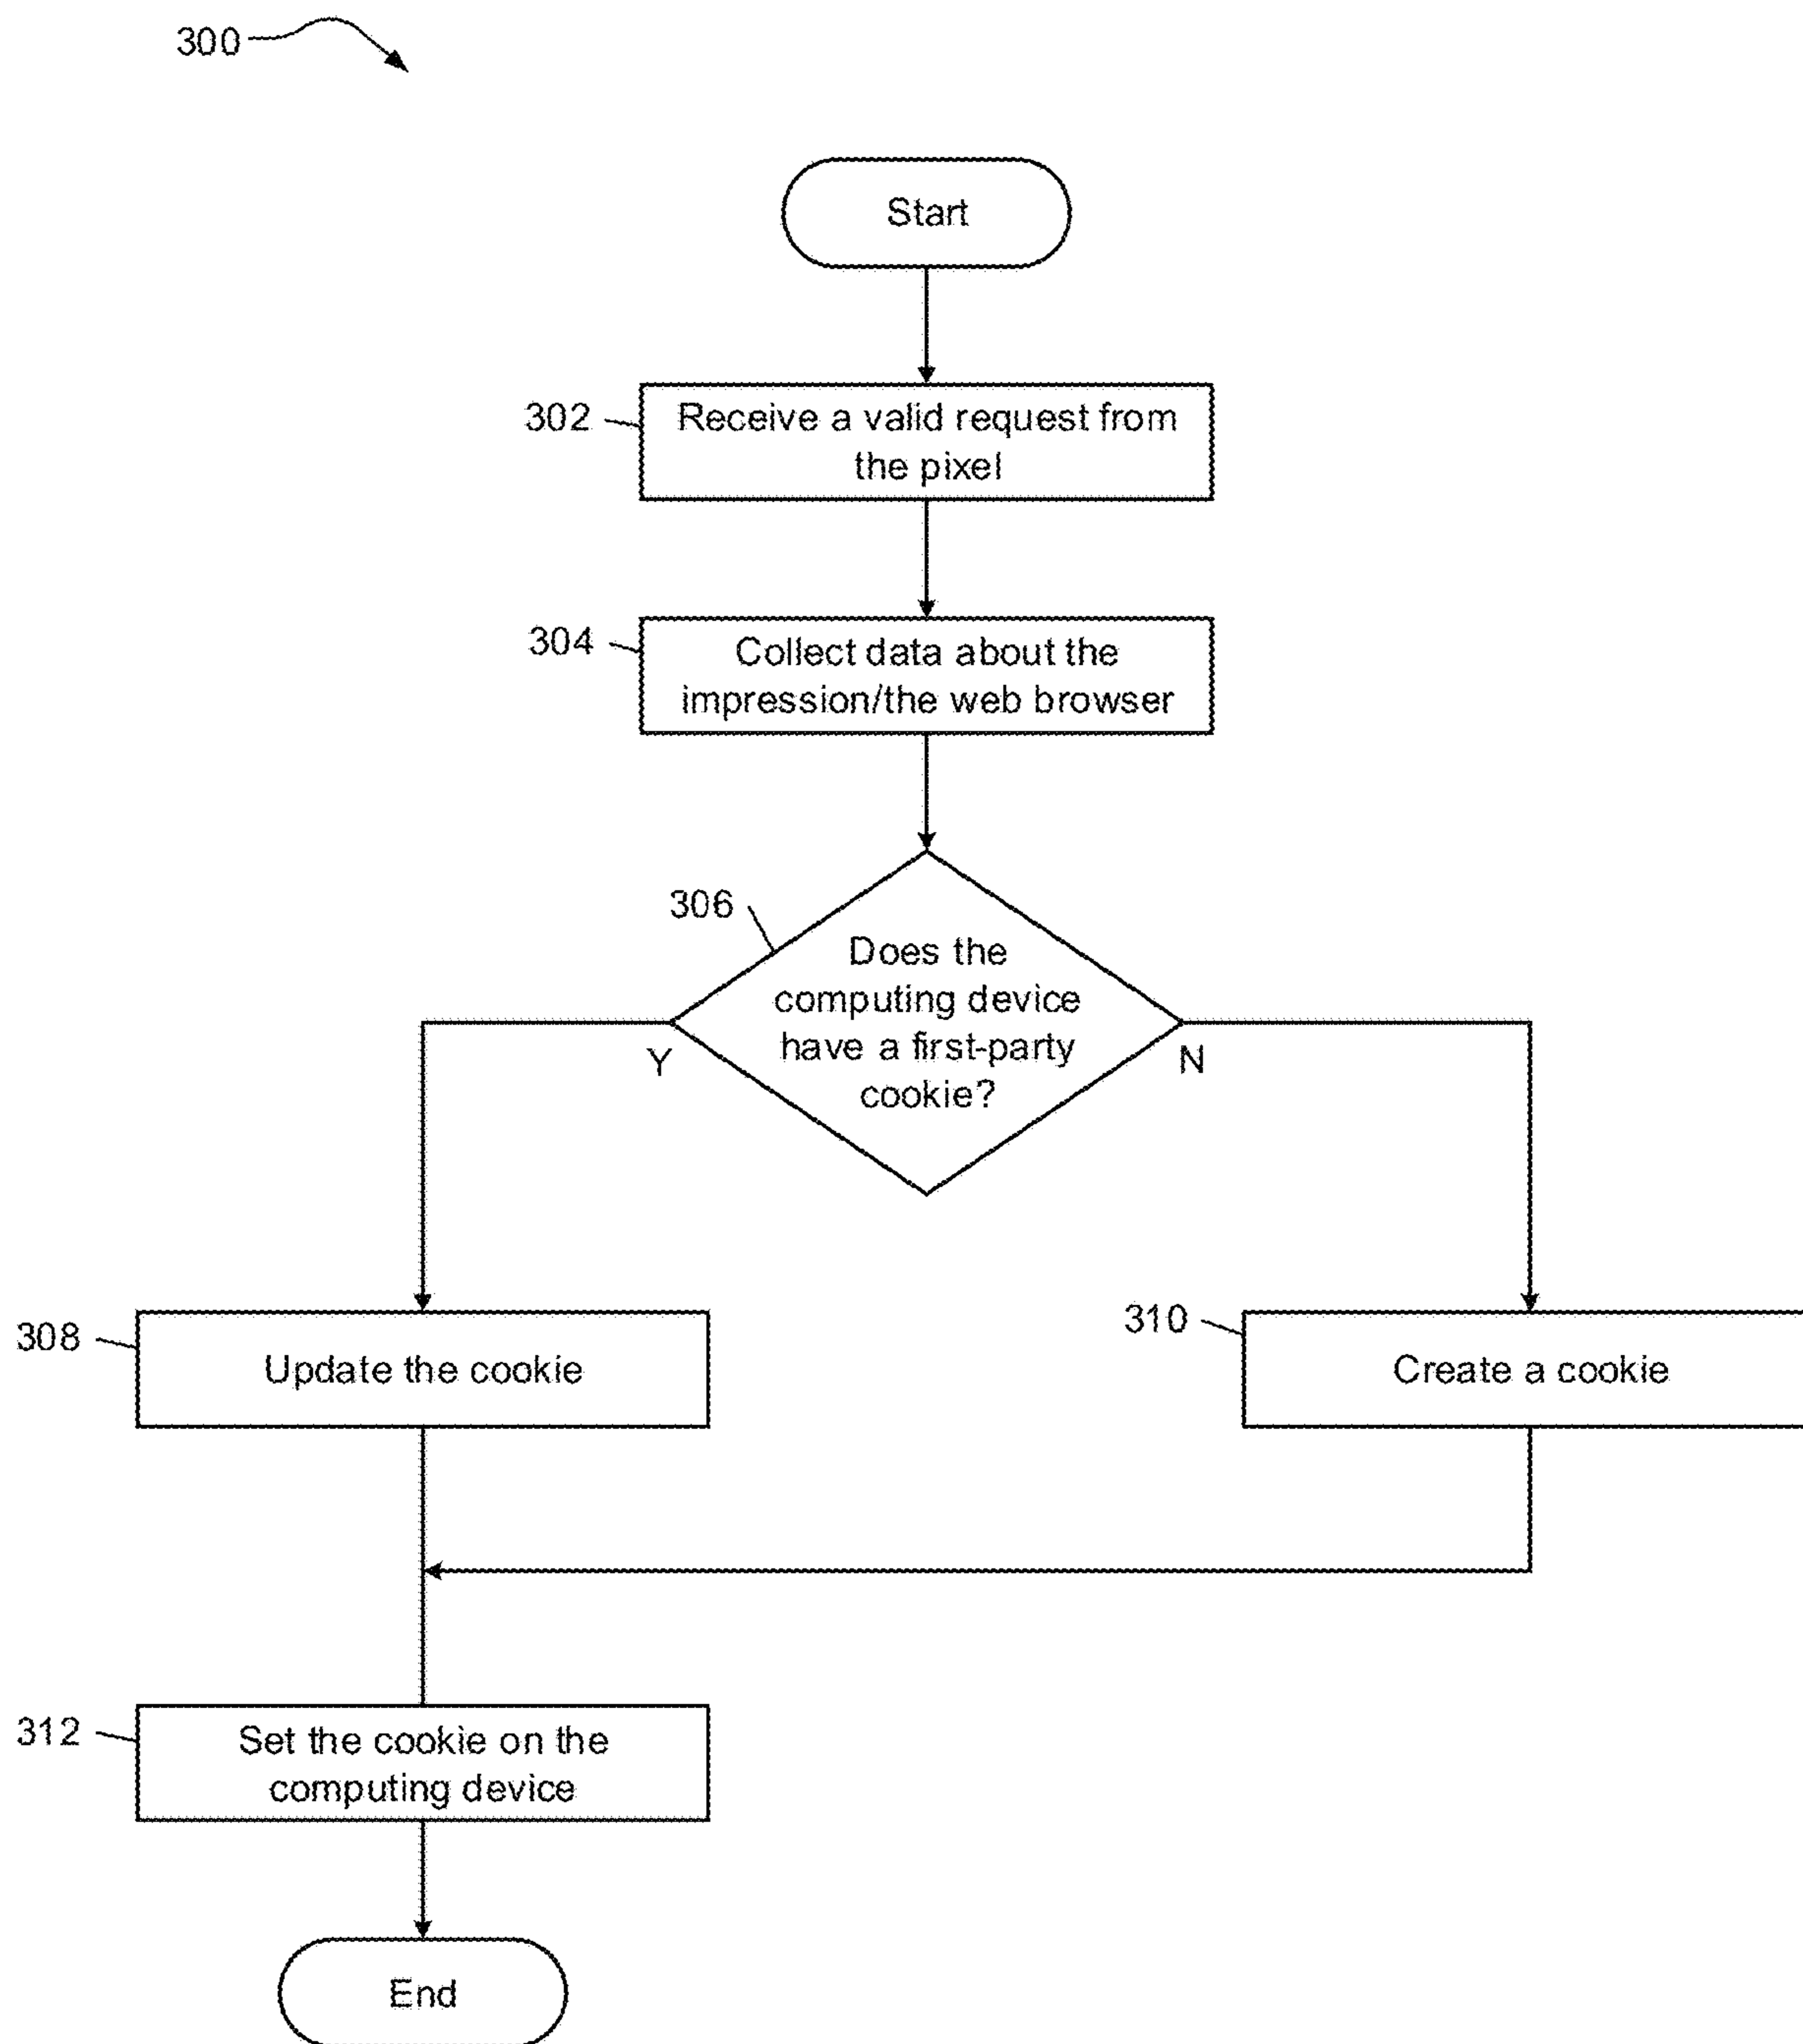 300
Start
302
Receive a valid request from
the pixel
304
Collect data about the
impression/the web browser
306
Does the
computing device
have a first-party
cookie?
Y
N
308
Update the cookie
310
Create a cookie
312
Set the cookie on the
computing device
End